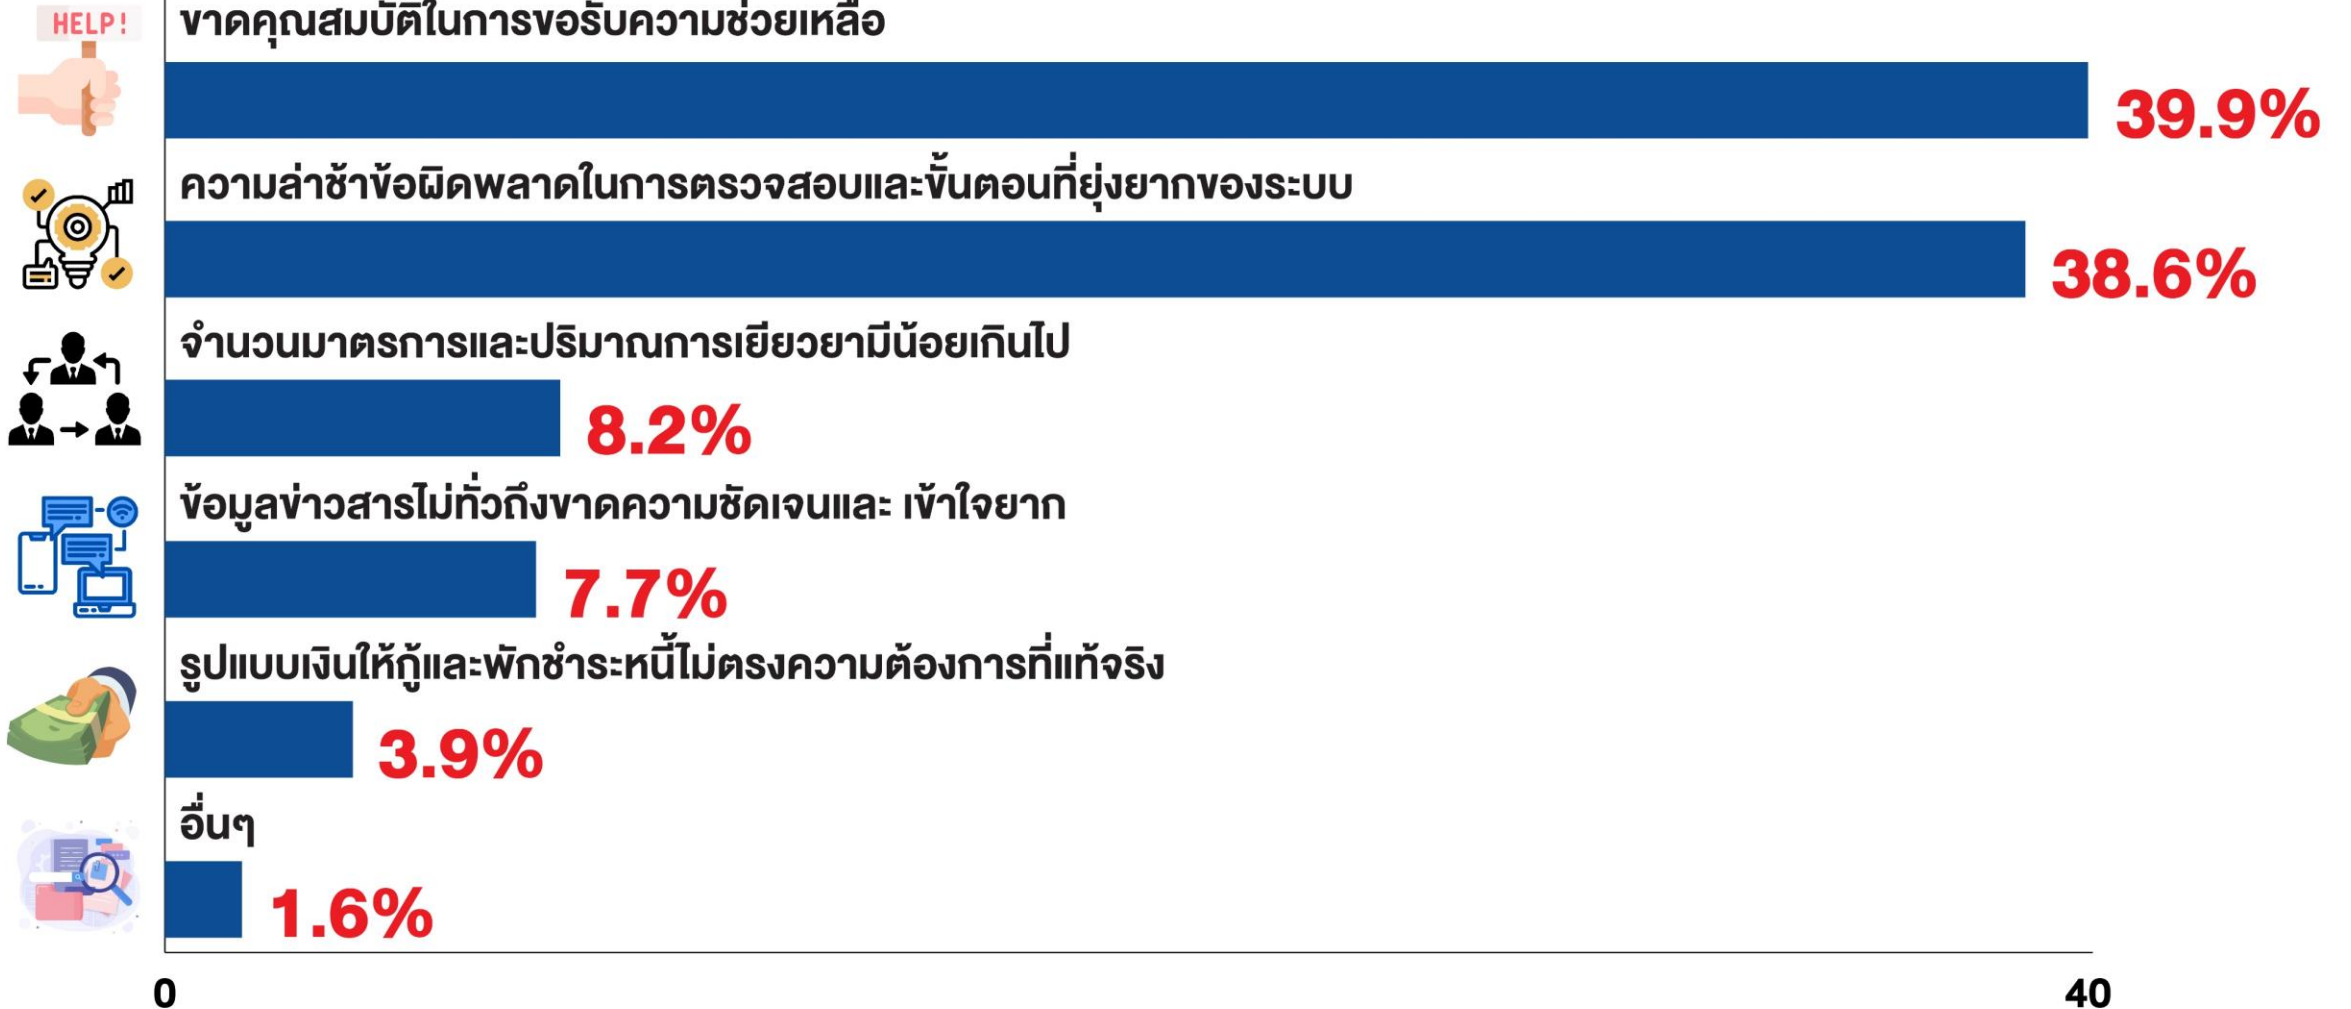 HELP!
ขาดคุณสมบัติในการขอรับความช่วยเหลือ
39.9%
ความล่าช้าข้อผิดพลาดในการตรวจสอบและขั้นตอนที่ยุ่งยากของระบบ
38.6%
จำนวนมาตรการและปริมาณการเยียวยามีน้อยเกินไป
8.2%
ข้อมูลข่าวสารไม่ทั่วถึงขาดความชัดเจนและ เข้าใจยาก
7.7%
รูปแบบเงินให้กู้และพักชำระหนี้ไม่ตรงความต้องการที่แท้จริง
3.9%
อื่นๆ
1.6%
0 40